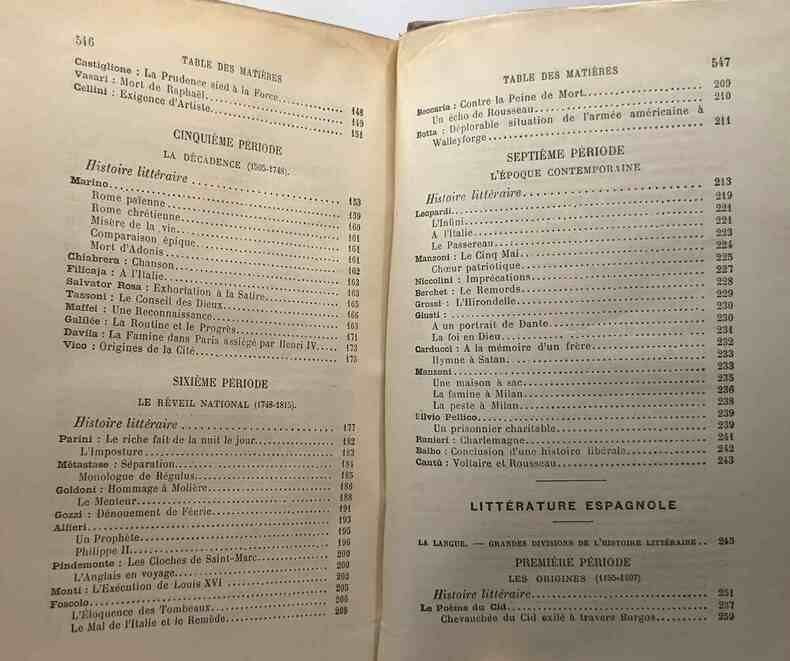 546
TABLE DES MATIÈRES
Castiglione : La Prudence sied à la Force 148
Vasari : Mort de Raphaël 149
Cellini : Exigence d'Artiste 151
CINQUIÈME PÉRIODE
LA DÉCADENCE (1595-1748).
Histoire littéraire 153
Marino 159
Rome païenne 159
Rome chrétienne 160
Misère de la vie 161
Comparaison épique 161
Mort d'Adonis 161
Chiabrera : Chanson 162
Filicaja : A l'Italie 163
Salvator Rosa : Exhortation à la Satire 163
Tassoni : Le Conseil des Dieux 165
Maffei : Une Reconnaissance 166
Galilée : La Routine et le Progrès 171
Davila : La Famine dans Paris assiégé par Henri IV 173
Vico : Origines de la Cité 175
SIXIÈME PÉRIODE
LE RÉVEIL NATIONAL (1748-1815).
Histoire littéraire 177
Parini : Le riche fait de la nuit le jour 182
L'Imposture 183
Métastase : Séparation 184
Monologue de Régulus 185
Goldoni : Hommage à Molière 186
Le Menteur 188
Gozzi : Dénouement de Féerie 191
Alfieri 193
Un Prophète 195
Philippe II 196
Pindemonte : Les Cloches de Saint-Marc 200
L'Anglais en voyage 200
Monti : L'Exécution de Louis XVI 203
Foscolo 205
L'Éloquence des Tombeaux 206
Le Mal de l'Italie et le Remède 208
547
TABLE DES MATIÈRES
Beccaria : Contre la Peine de Mort 209
Un écho de Rousseau 210
Botta : Déplorable situation de l'armée américaine à
Walleyforge 211
SEPTIÈME PÉRIODE
L'ÉPOQUE CONTEMPORAINE
Histoire littéraire 213
Leopardi 219
L'Infini 221
A l'Italie 221
Le Passereau 223
Manzoni : Le Cinq Mai 224
Chœur patriotique 225
Niccolini : Imprécations 227
Berchet : Le Remords 228
Grossi : L'Hirondelle 229
Giusti : 230
A un portrait de Dante 230
La foi en Dieu 231
Carducci : A la mémoire d'un frère 232
Hymne à Satan 233
Manzoni 233
Une maison à sac 235
La famine à Milan 236
La peste à Milan 238
Silvio Pellico 239
Un prisonnier charitable 239
Ranieri : Charlemagne 241
Balbo : Conclusion d'une histoire libérale 242
Cantù : Voltaire et Rousseau 243
LITTÉRATURE ESPAGNOLE
LA LANGUE. — GRANDES DIVISIONS DE L'HISTOIRE LITTÉRAIRE 245
PREMIÈRE PÉRIODE
LES ORIGINES
Histoire littéraire 251
Le Poème du Cid 257
Chevauchée du Cid exilé à travers Burgos 259